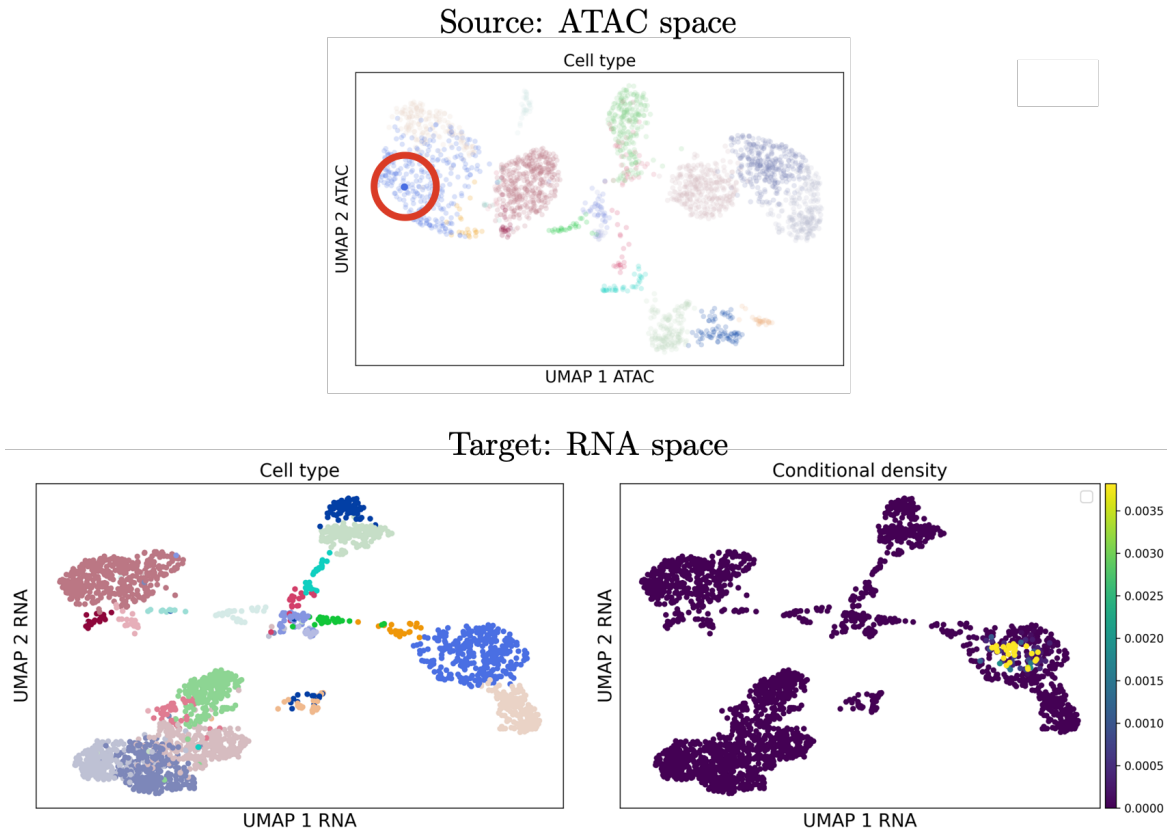 Source: ATAC space
Cell type
UMAP 2 ATAC
UMAP 1 ATAC
Target: RNA space
Cell type
Conditional density
UMAP 2 RNA
UMAP 1 RNA
UMAP 2 RNA
UMAP 1 RNA
0.0035
0.0030
0.0025
0.0020
0.0015
0.0010
0.0005
0.0000